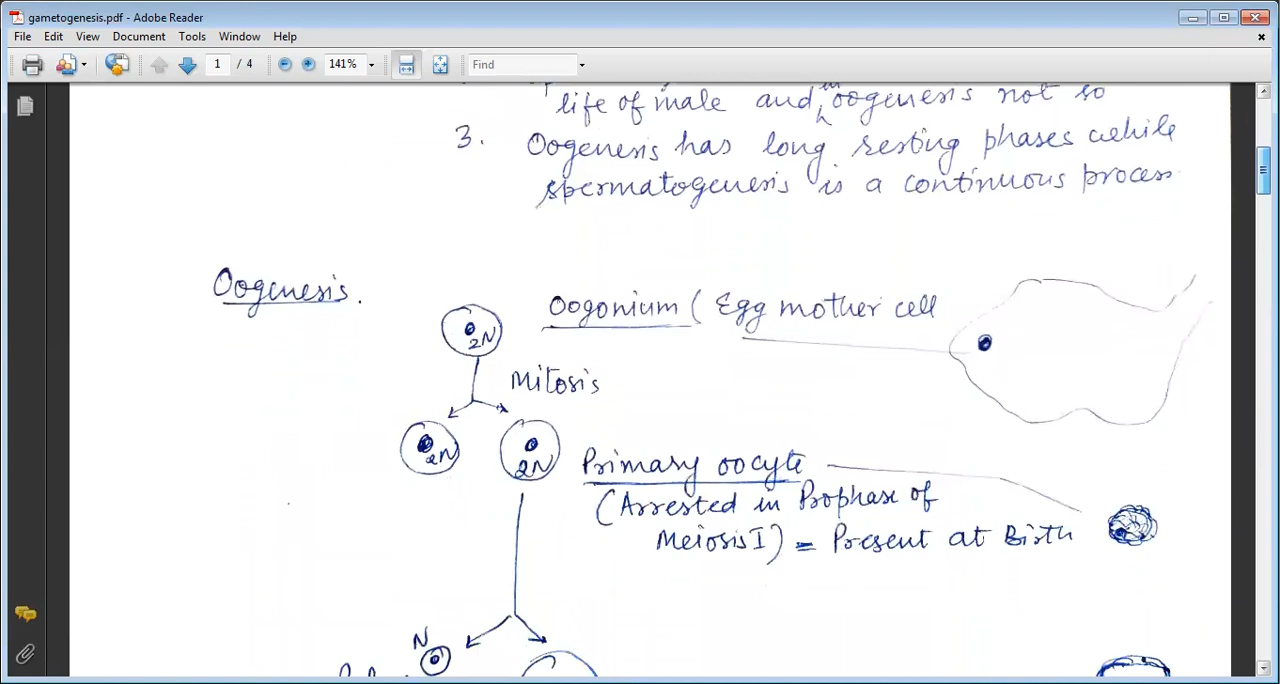 gametogenesis.pdf - Adobe Reader
File Edit View Document Tools Window Help
1 / 4 141% Find
life of male and in oogenesis not so
3. Oogenesis has long resting phases while
spermatogenesis is a continuous process
Oogenesis.
Oogonium ( Egg mother cell
2N
Mitosis
2N 2N Primary oocyte
(Arrested in Prophase of
Meiosis I) = Present at Birth
N